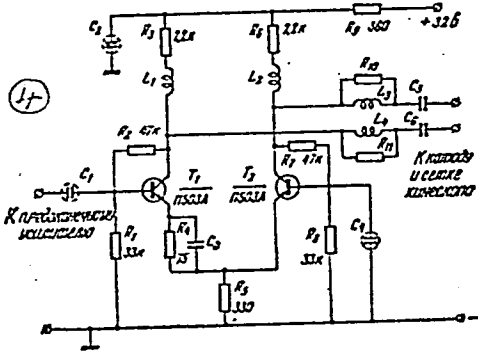 C2
R3
2,2к
R6
2,2к
R9 360
+32В
L1
L2
R10
L3
C5
L4
C6
R11
R2 47к
R7 47к
C1
T1
П503А
T2
П503А
К катоду
и сетке
кинескопа
R4
75
C3
R8
33к
C4
R1
33к
R5
330